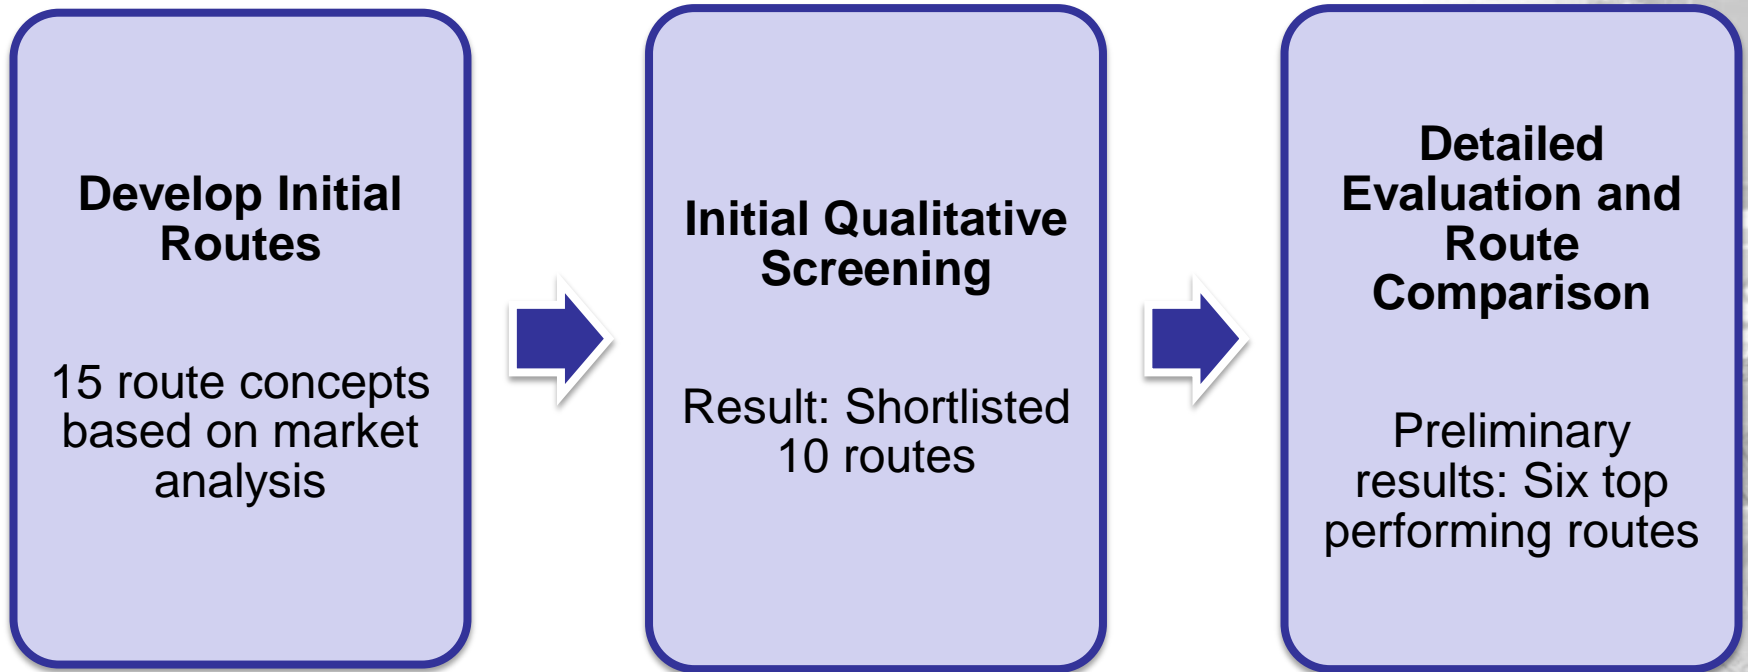 Develop Initial
Routes
15 route concepts
based on market
analysis
Initial Qualitative
Screening
Result: Shortlisted
10 routes
Detailed
Evaluation and
Route
Comparison
Preliminary
results: Six top
performing routes